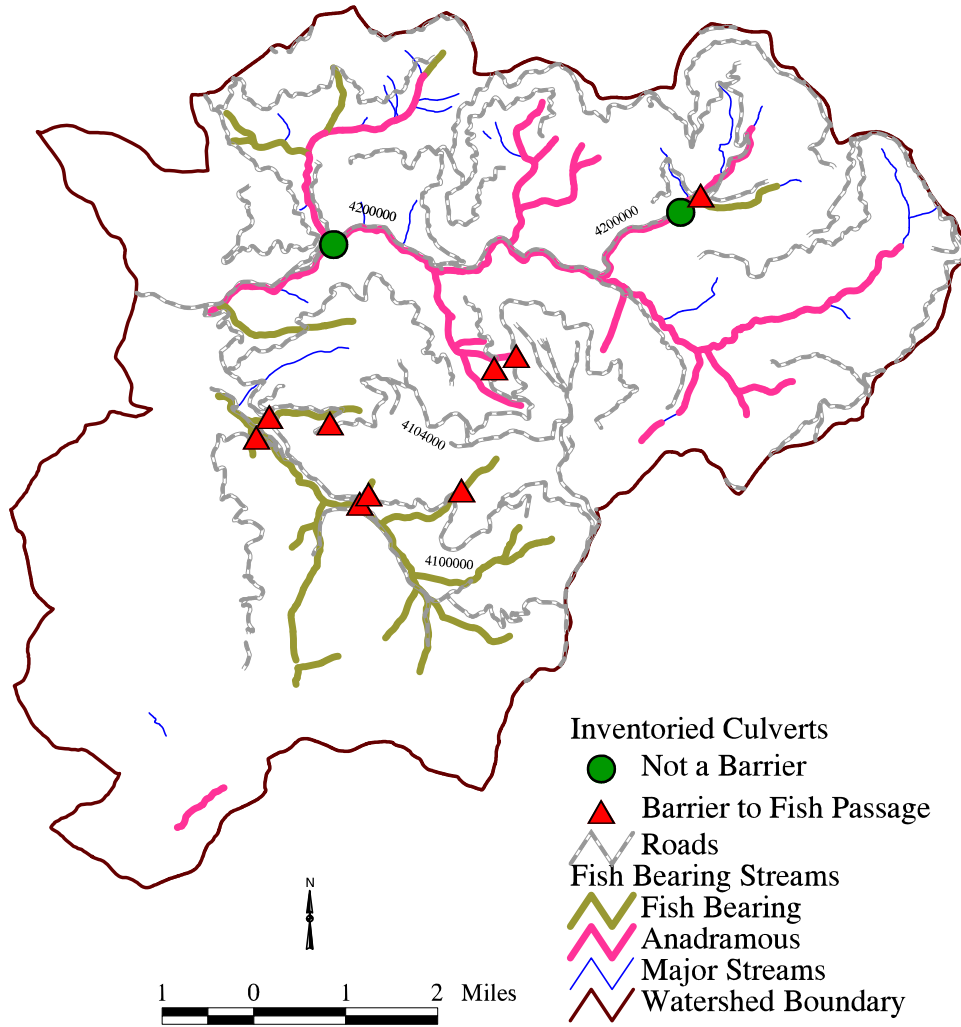 4200000
4200000
4104000
4100000
Inventoried Culverts
Not a Barrier
Barrier to Fish Passage
Roads
Fish Bearing Streams
Fish Bearing
Anadramous
Major Streams
Watershed Boundary
N
1 0 1 2 Miles